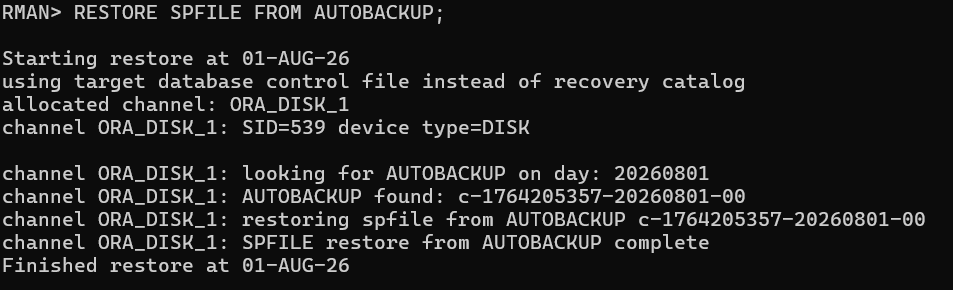 RMAN> RESTORE SPFILE FROM AUTOBACKUP;
Starting restore at 01-AUG-26
using target database control file instead of recovery catalog
allocated channel: ORA_DISK_1
channel ORA_DISK_1: SID=539 device type=DISK
channel ORA_DISK_1: looking for AUTOBACKUP on day: 20260801
channel ORA_DISK_1: AUTOBACKUP found: c-1764205357-20260801-00
channel ORA_DISK_1: restoring spfile from AUTOBACKUP c-1764205357-20260801-00
channel ORA_DISK_1: SPFILE restore from AUTOBACKUP complete
Finished restore at 01-AUG-26